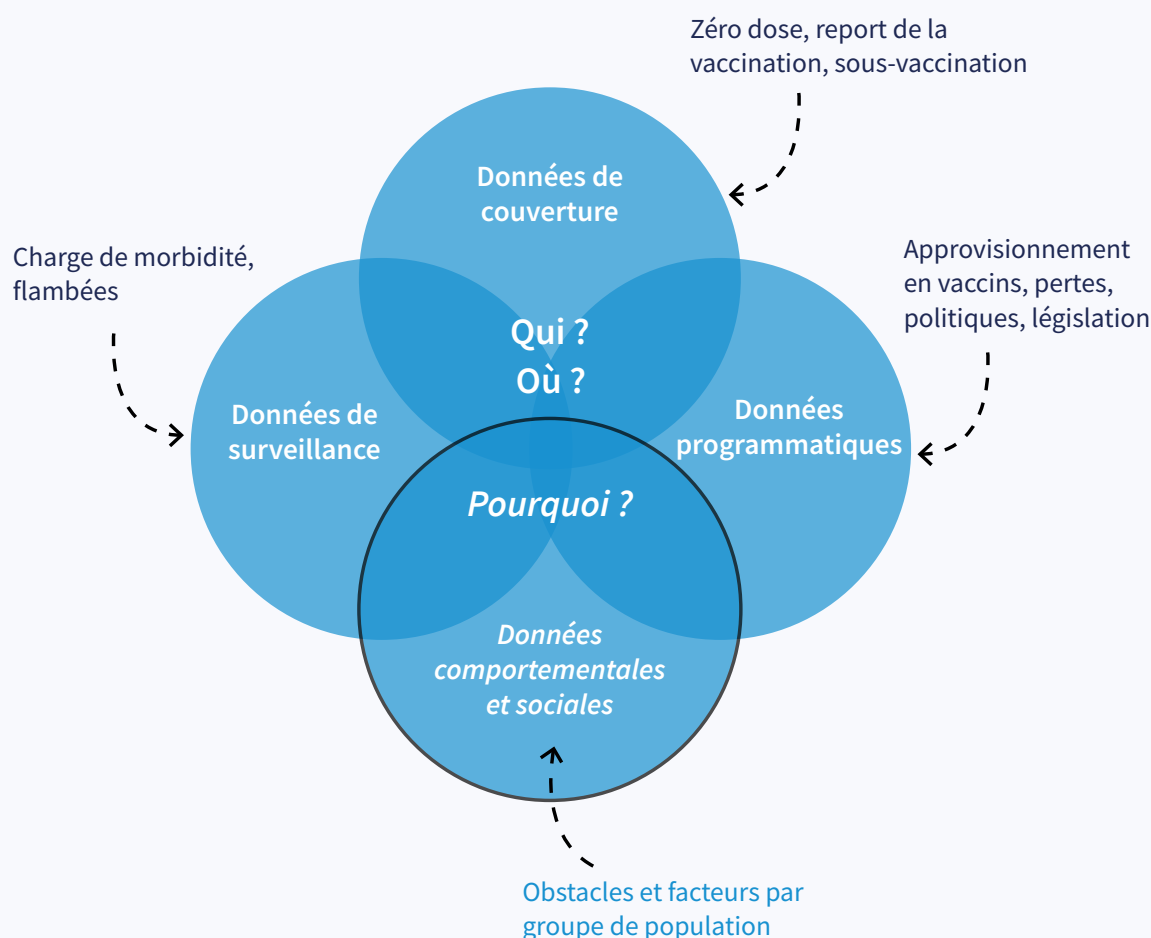 Zéro dose, report de la
vaccination, sous-vaccination
Données de
couverture
Charge de morbidité,
flambées
Approvisionnement
en vaccins, pertes,
politiques, législation
Qui ?
Où ?
Données de
surveillance
Données
programmatiques
Pourquoi ?
Données
comportementales
et sociales
Obstacles et facteurs par
groupe de population